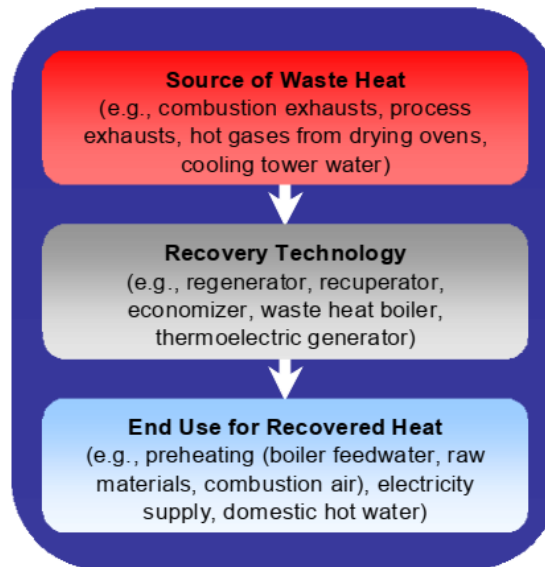 Source of Waste Heat
(e.g., combustion exhausts, process
exhausts, hot gases from drying ovens,
cooling tower water)
Recovery Technology
(e.g., regenerator, recuperator,
economizer, waste heat boiler,
thermoelectric generator)
End Use for Recovered Heat
(e.g., preheating (boiler feedwater, raw
materials, combustion air), electricity
supply, domestic hot water)